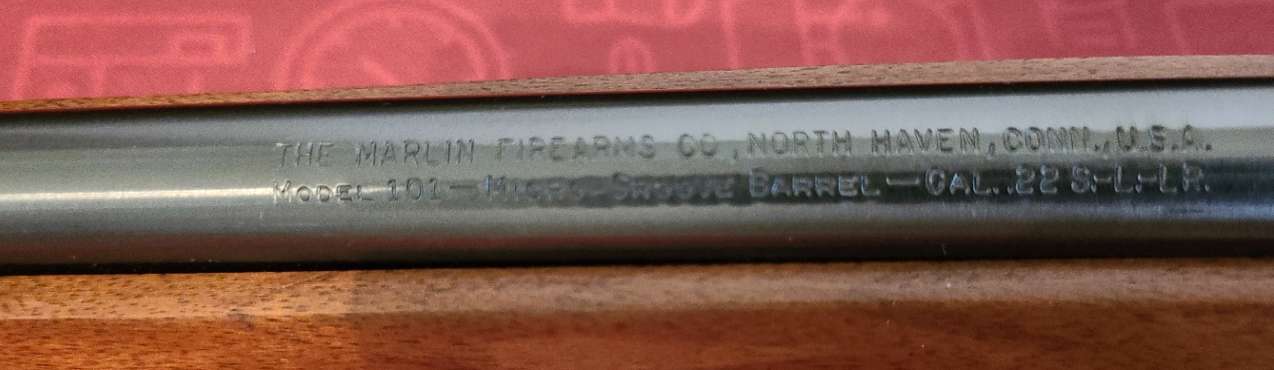 THE MARLIN FIREARMS CO., NORTH HAVEN, CONN., U.S.A.
MODEL 101 — MICRO-GROOVE BARREL — CAL. .22 S.-L.-LR.